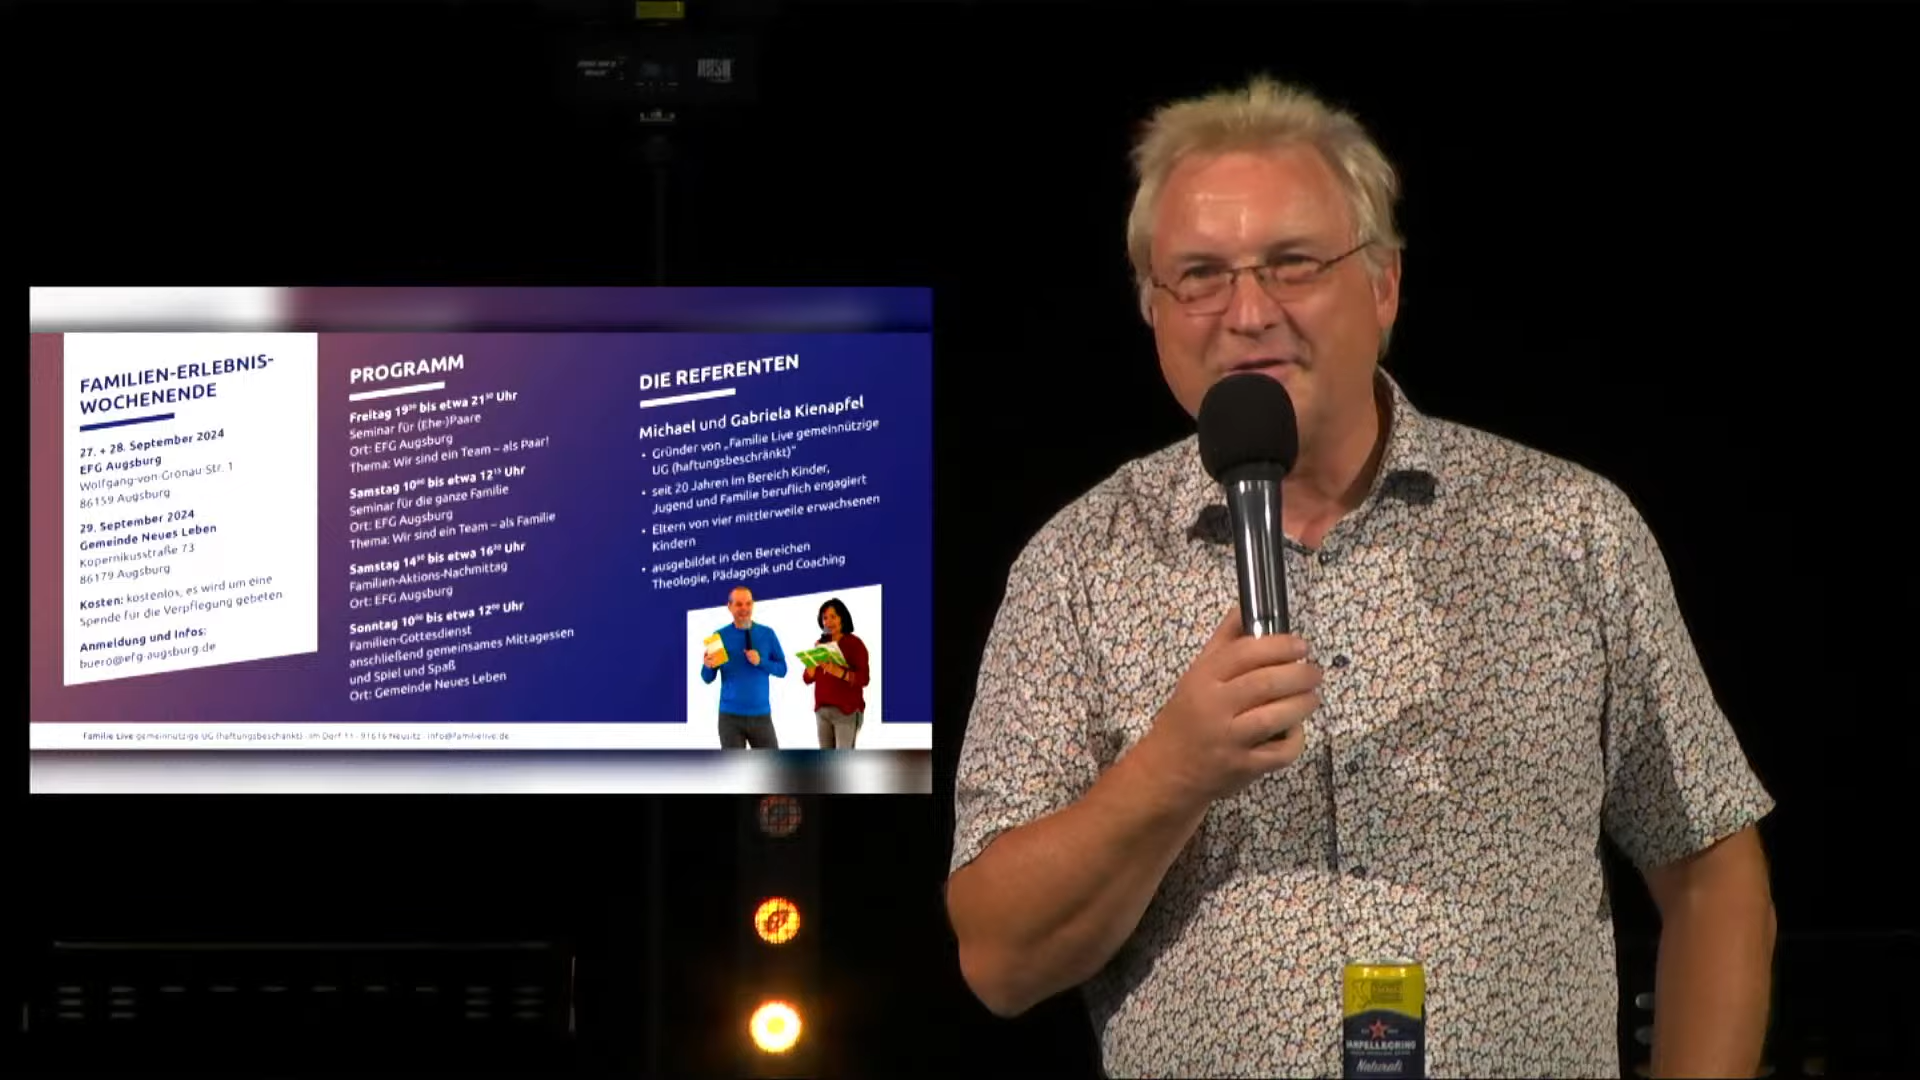 FAMILIEN-ERLEBNIS-
WOCHENENDE
27. + 28. September 2024
EFG Augsburg
Wolfgang-von-Gronau-Str. 1
86159 Augsburg
29. September 2024
Gemeinde Neues Leben
Kopernikusstraße 73
86179 Augsburg
Kosten: kostenlos, es wird um eine
Spende für die Verpflegung gebeten
Anmeldung und Infos:
buero@efg-augsburg.de
PROGRAMM
Freitag 19³⁰ bis etwa 21³⁰ Uhr
Seminar für (Ehe-)Paare
Ort: EFG Augsburg
Thema: Wir sind ein Team – als Paar!
Samstag 10⁰⁰ bis etwa 12¹⁵ Uhr
Seminar für die ganze Familie
Ort: EFG Augsburg
Thema: Wir sind ein Team – als Familie
Samstag 14³⁰ bis etwa 16³⁰ Uhr
Familien-Aktions-Nachmittag
Ort: EFG Augsburg
Sonntag 10⁰⁰ bis etwa 12⁰⁰ Uhr
Familien-Gottesdienst
anschließend gemeinsames Mittagessen
und Spiel und Spaß
Ort: Gemeinde Neues Leben
DIE REFERENTEN
Michael und Gabriela Kienapfel
• Gründer von „Familie Live gemeinnützige
UG (haftungsbeschränkt)"
• seit 20 Jahren im Bereich Kinder,
Jugend und Familie beruflich engagiert
• Eltern von vier mittlerweile erwachsenen
Kindern
• ausgebildet in den Bereichen
Theologie, Pädagogik und Coaching
Familie Live gemeinnützige UG (haftungsbeschänkt) · Im Dorf 11 · 91616 Neusitz · info@familielive.de
SANPELLEGRINO
Naturali